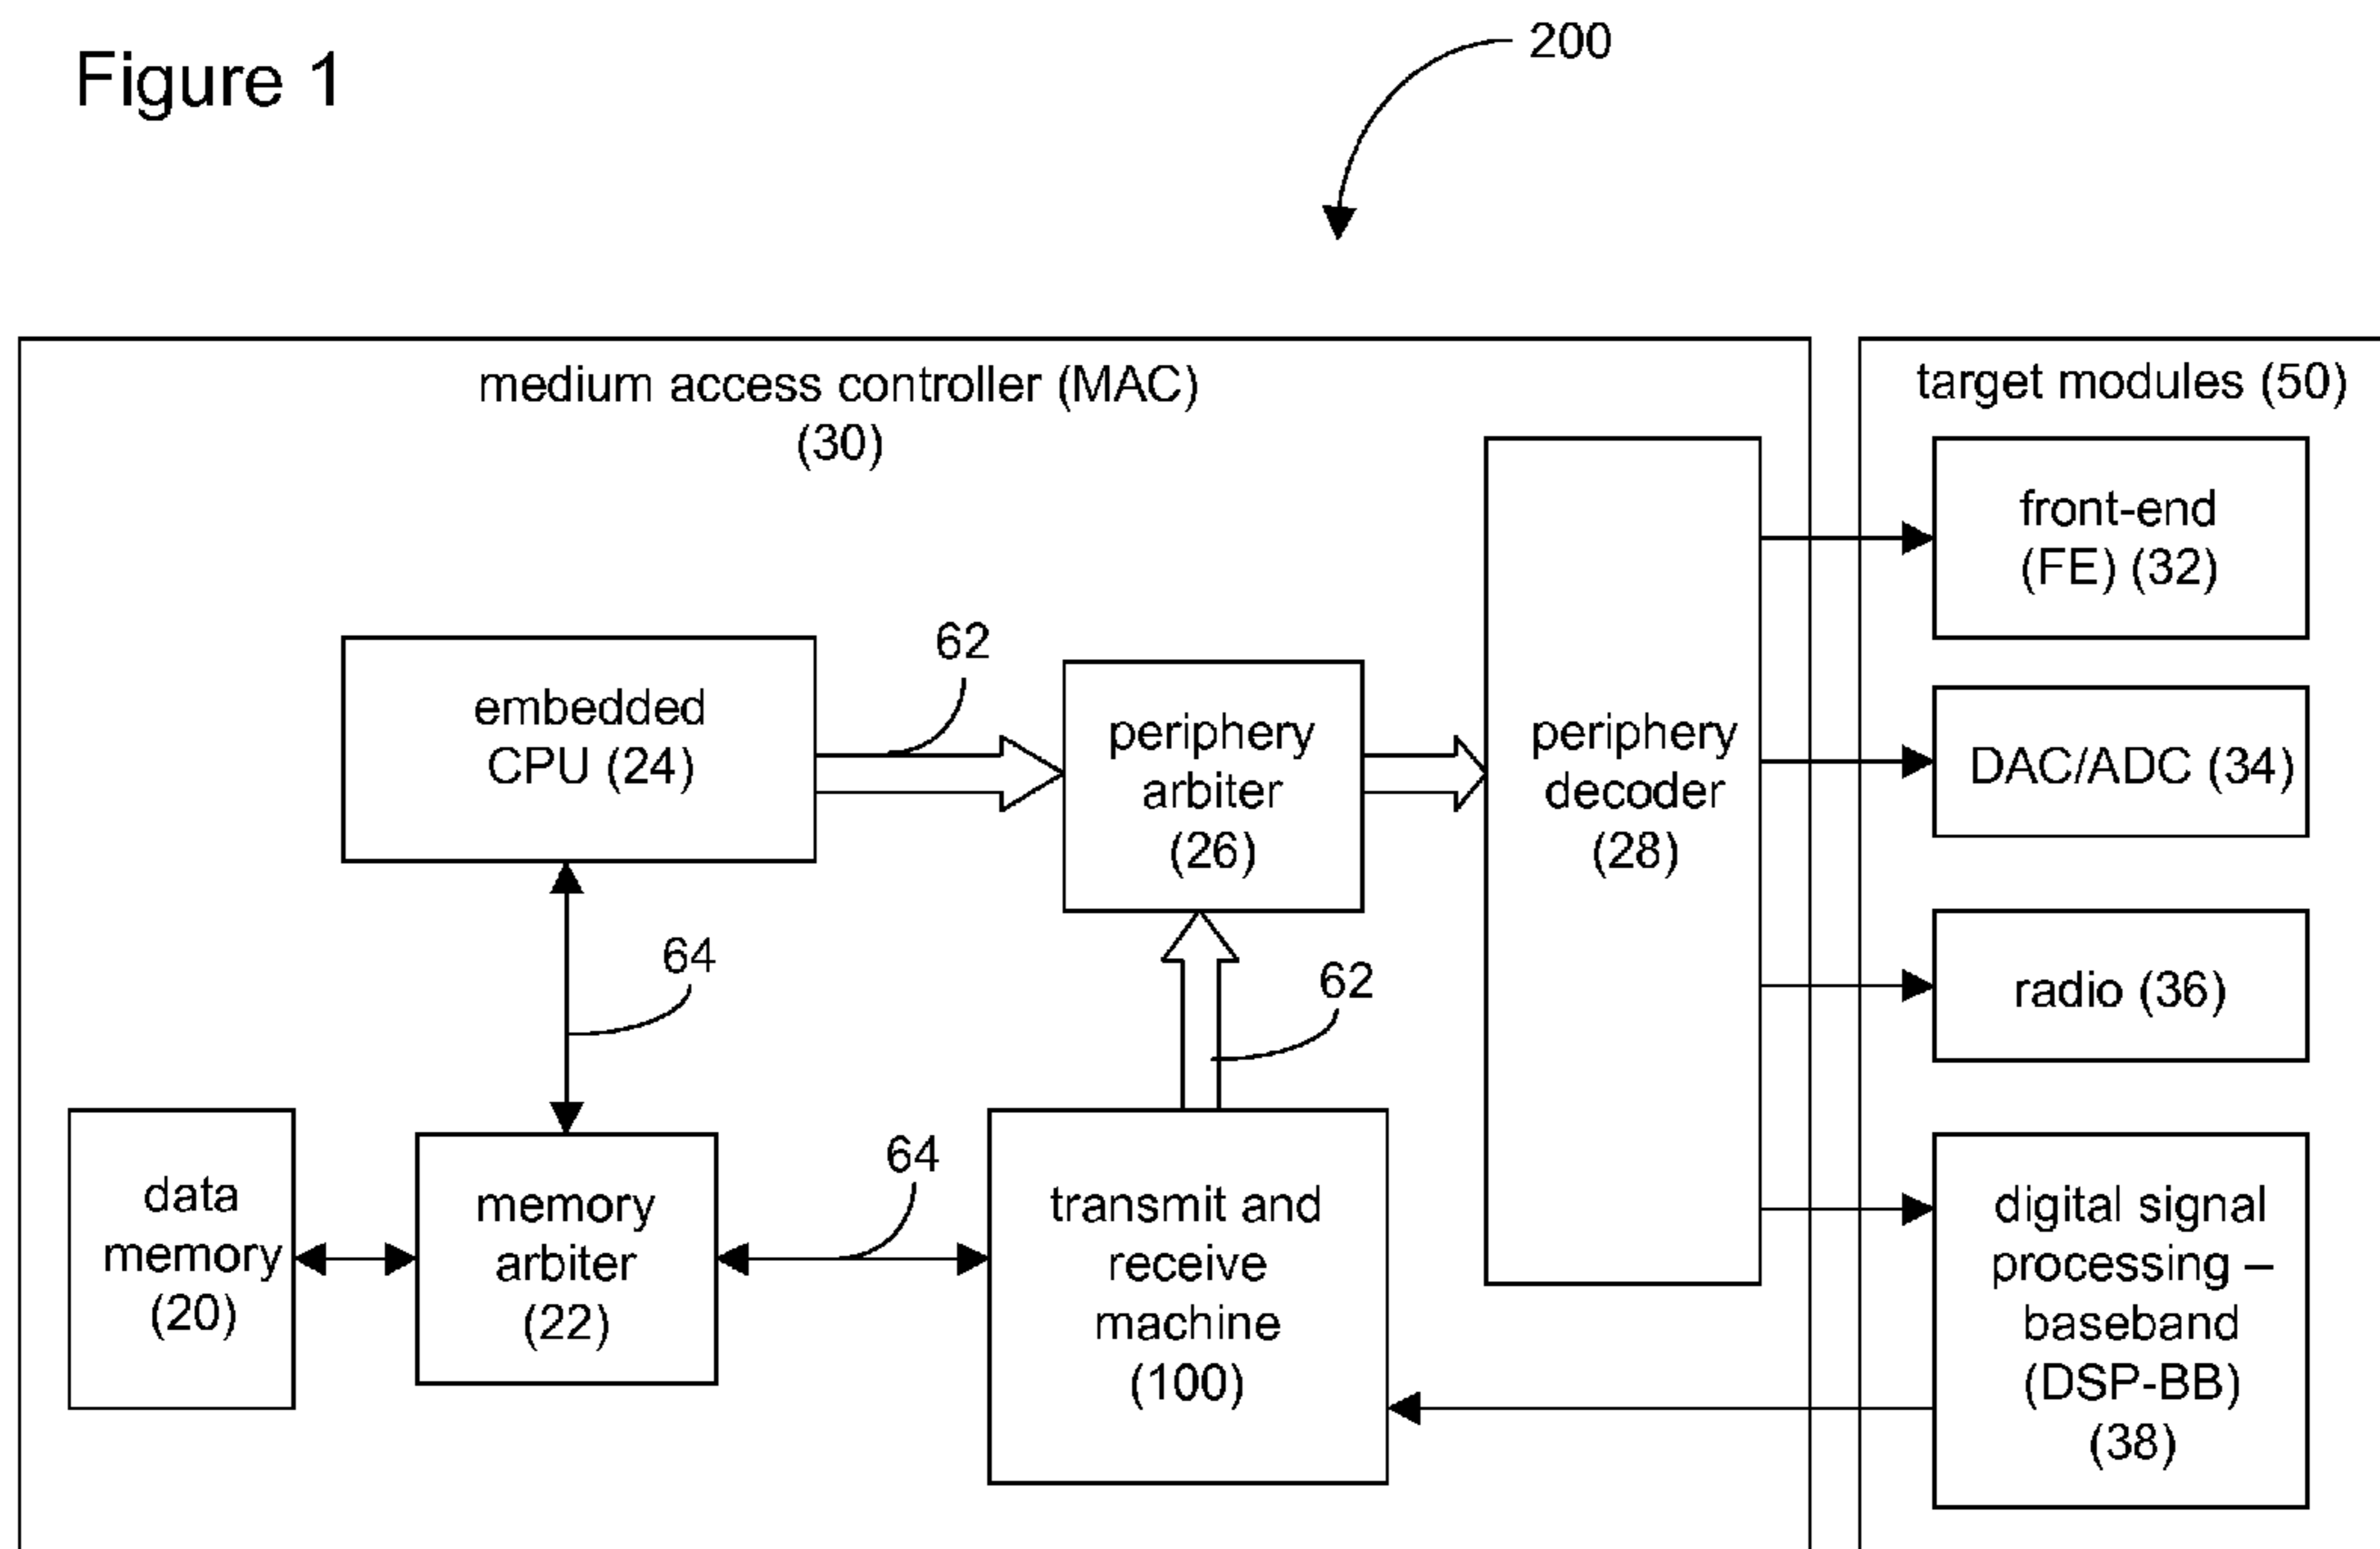 Figure 1
200
medium access controller (MAC)
(30)
target modules (50)
front-end
(FE) (32)
62
embedded
CPU (24)
periphery
arbiter
(26)
periphery
decoder
(28)
DAC/ADC (34)
64
62
radio (36)
data
memory
(20)
memory
arbiter
(22)
64
transmit and
receive
machine
(100)
digital signal
processing –
baseband
(DSP-BB)
(38)